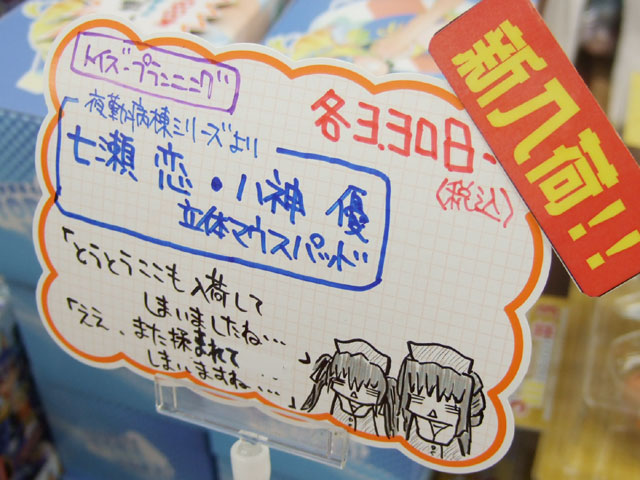 新入荷!!
トイズ・プランニング
各3.30日-
(税込)
「夜勤病棟シリーズより
七瀬 恋・八神 優
立体マウスパッド
「とうとうここも入荷して
しまいましたね…」
「ええ、また揉まれて
しまいますね…」